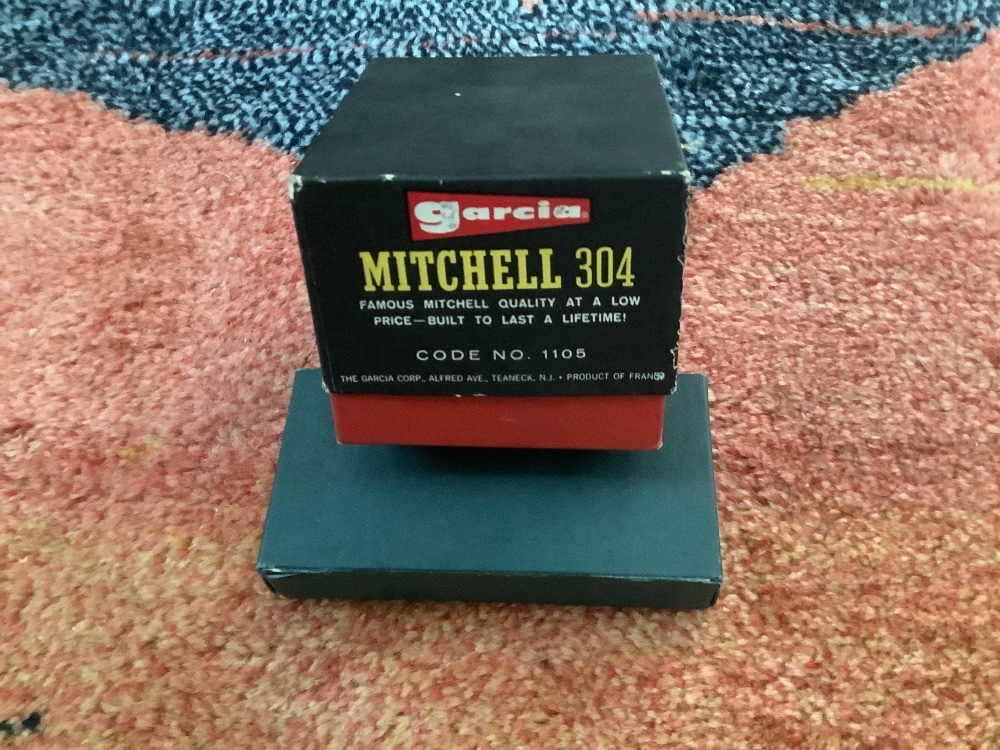 garcia
MITCHELL 304
FAMOUS MITCHELL QUALITY AT A LOW
PRICE—BUILT TO LAST A LIFETIME!
CODE NO. 1105
THE GARCIA CORP., ALFRED AVE., TEANECK, N.J. • PRODUCT OF